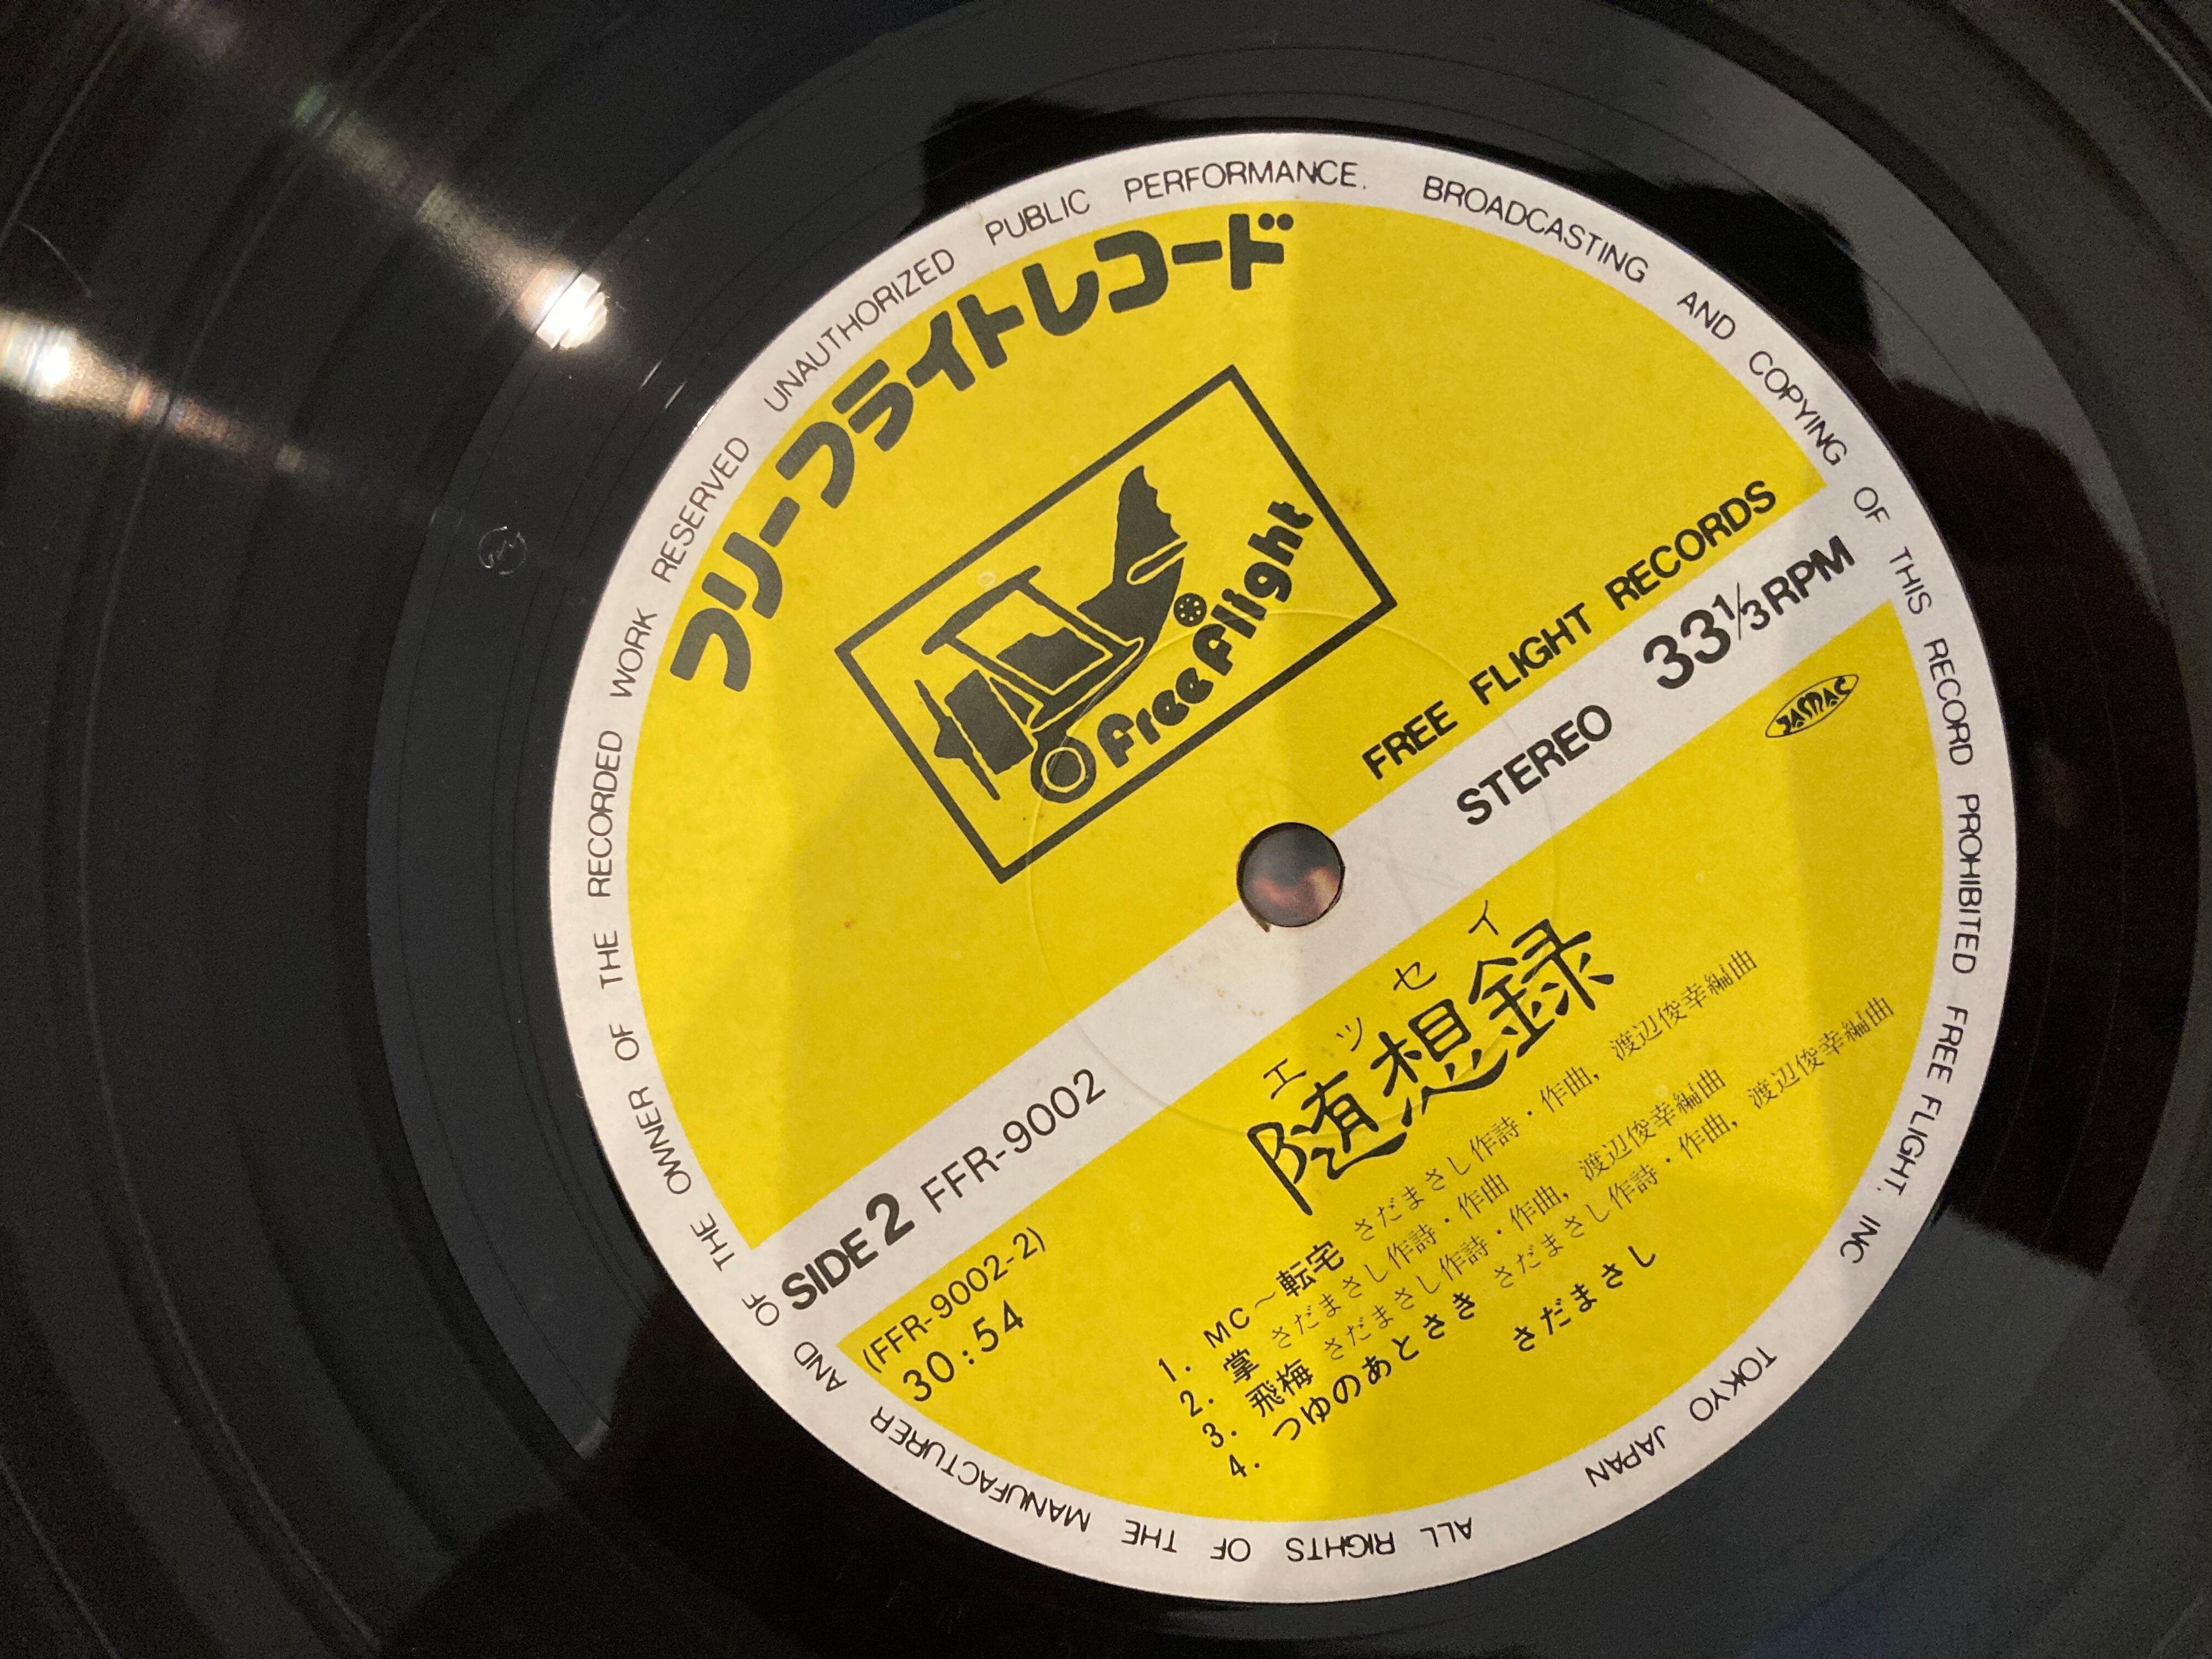 フリーフライトレコード
Free Flight
FREE FLIGHT RECORDS
STEREO 33⅓RPM
JASRAC
SIDE 2 FFR-9002
(FFR-9002-2)
30:54
エッセイ
随想録
1. MC〜転宅 さだまさし作詩・作曲, 渡辺俊幸編曲
2. 掌 さだまさし作詩・作曲
3. 飛梅 さだまさし作詩・作曲, 渡辺俊幸編曲
4. つゆのあとさき さだまさし作詩・作曲, 渡辺俊幸編曲
さだまさし
ALL RIGHTS OF THE MANUFACTURER AND OF THE OWNER OF THE RECORDED WORK RESERVED UNAUTHORIZED PUBLIC PERFORMANCE. BROADCASTING AND COPYING OF THIS RECORD PROHIBITED FREE FLIGHT. INC TOKYO JAPAN